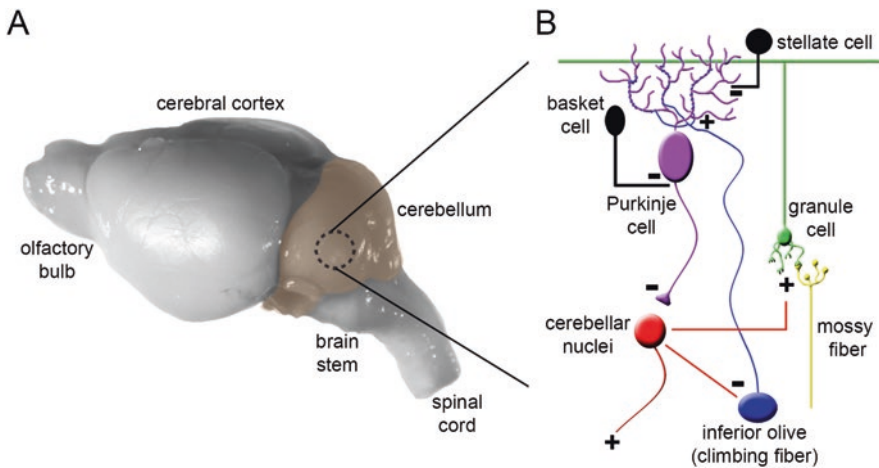 A
cerebral cortex
olfactory
bulb
cerebellum
brain
stem
spinal
cord
B
stellate cell
-
basket
cell
+
-
Purkinje
cell
granule
cell
-
+
cerebellar
nuclei
mossy
fiber
-
+
inferior olive
(climbing fiber)